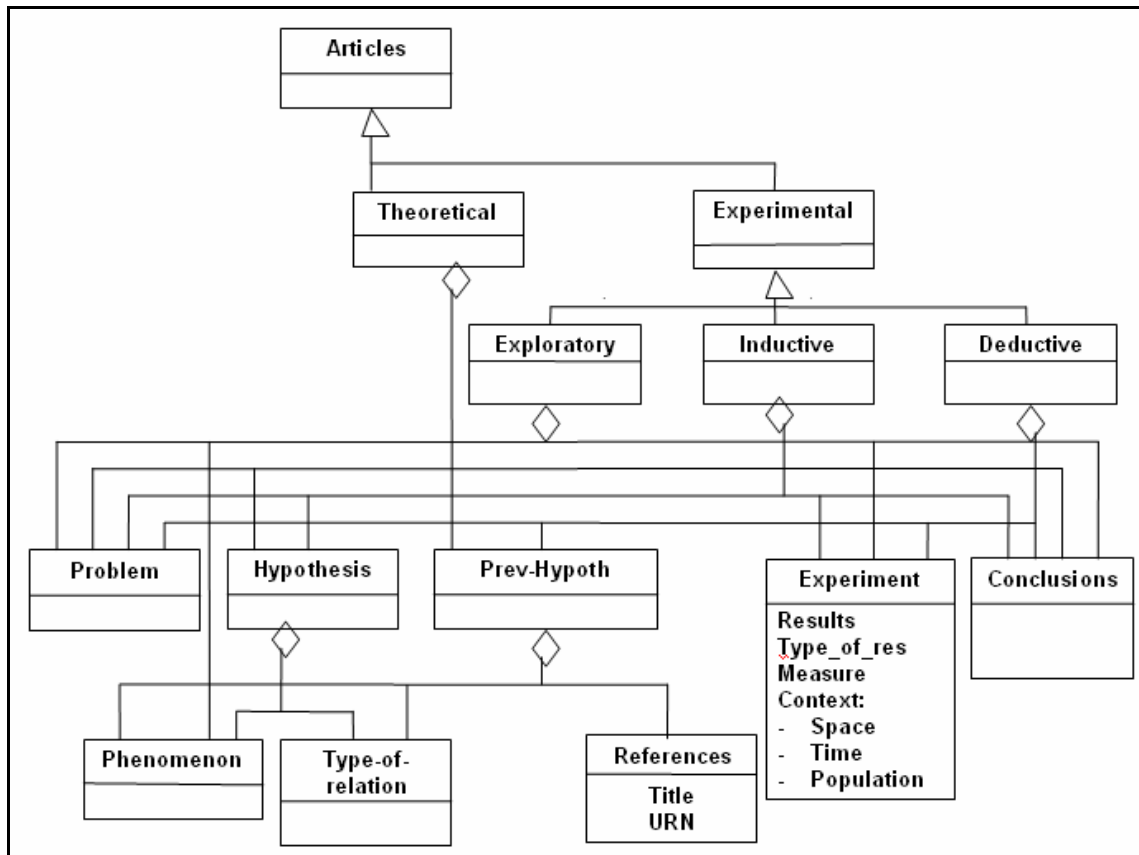 Articles
Theoretical
Experimental
Exploratory
Inductive
Deductive
Problem
Hypothesis
Prev-Hypoth
Experiment
Results
Type_of_res
Measure
Context:
- Space
- Time
- Population
Conclusions
Phenomenon
Type-of-
relation
References
Title
URN